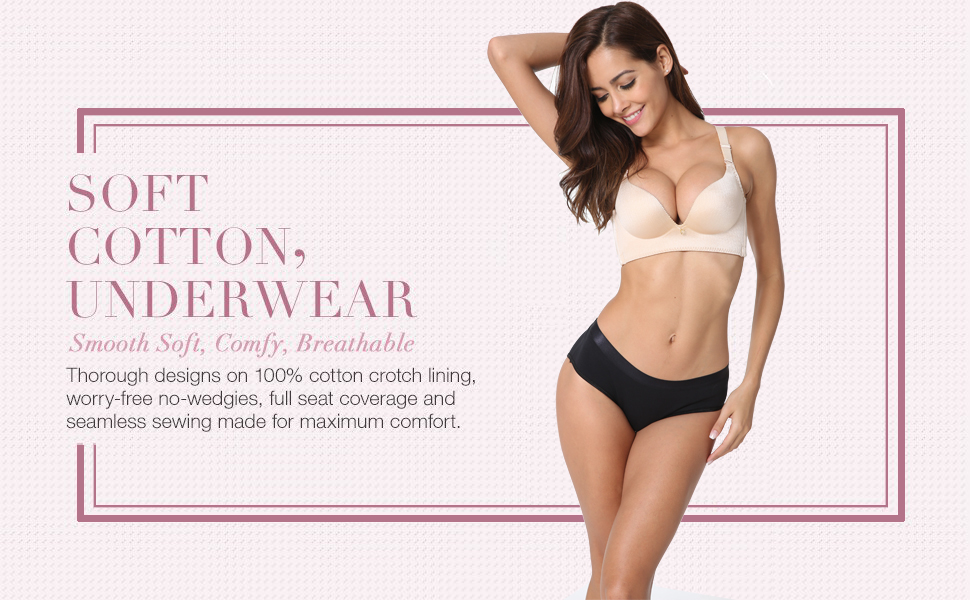 SOFT
COTTON,
UNDERWEAR
Smooth Soft, Comfy, Breathable
Thorough designs on 100% cotton crotch lining,
worry-free no-wedgies, full seat coverage and
seamless sewing made for maximum comfort.